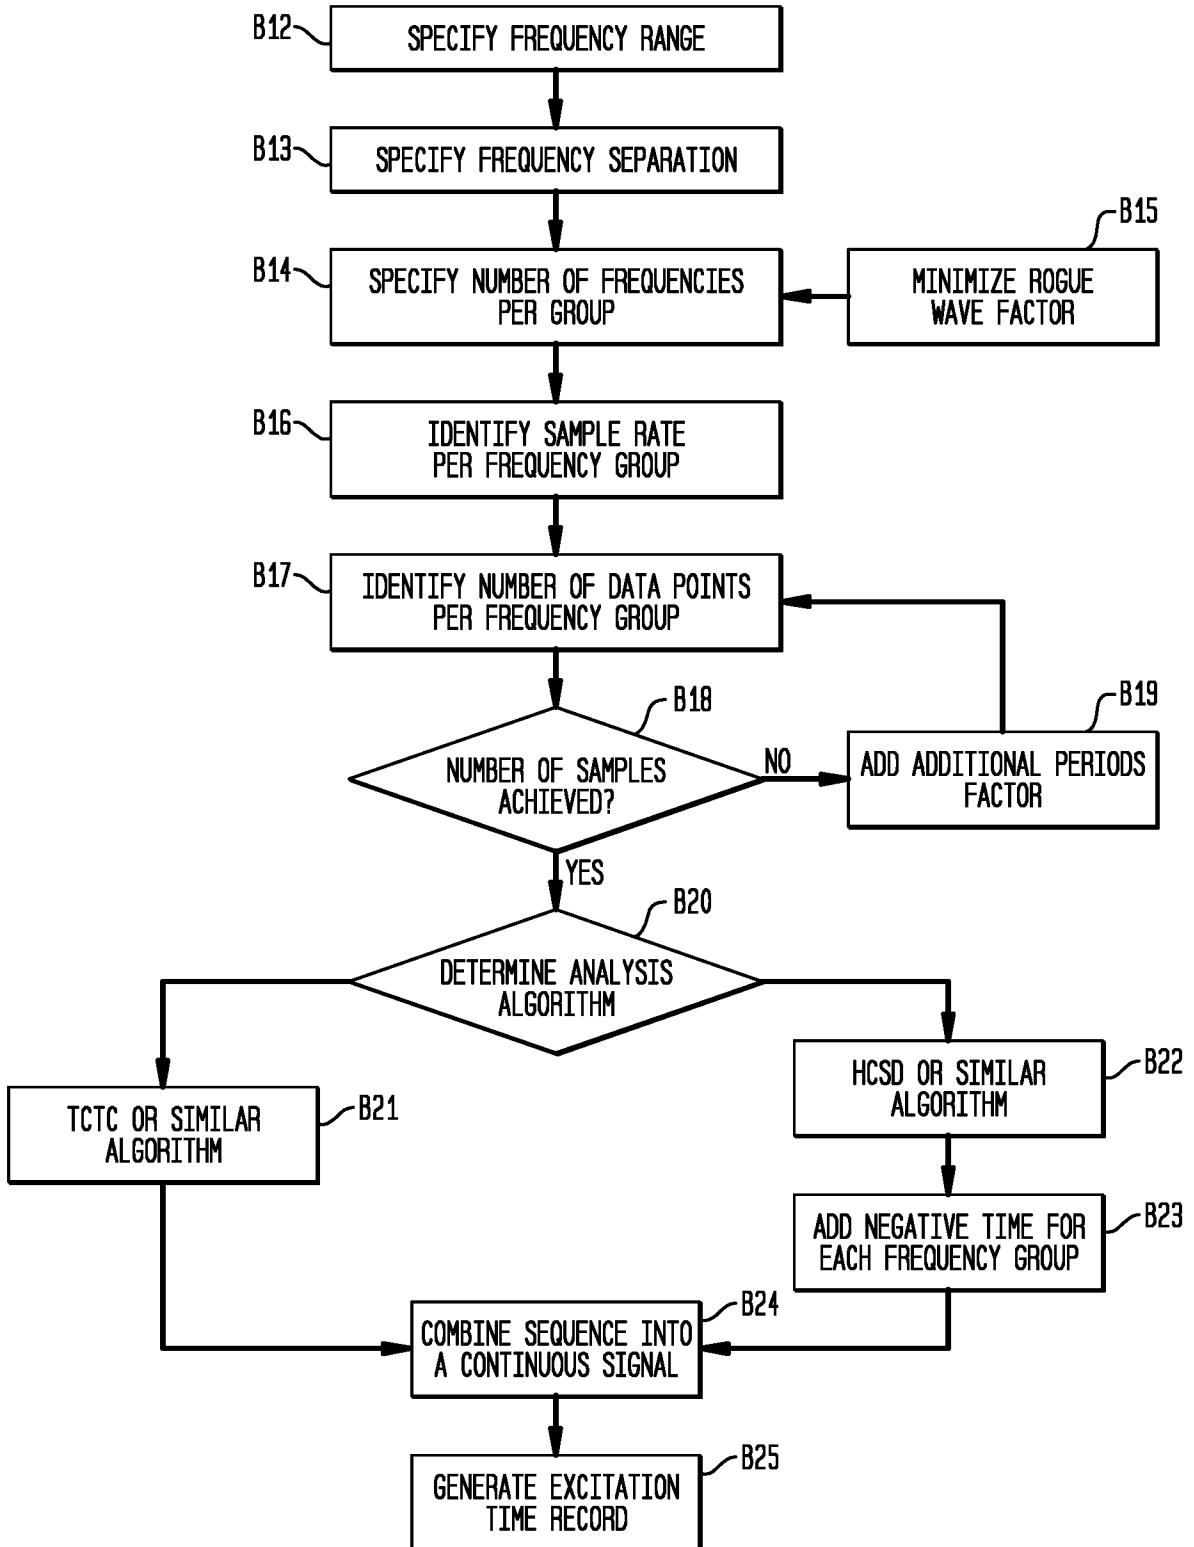 B12
SPECIFY FREQUENCY RANGE
B13
SPECIFY FREQUENCY SEPARATION
B14
SPECIFY NUMBER OF FREQUENCIES
PER GROUP
B15
MINIMIZE ROGUE
WAVE FACTOR
B16
IDENTIFY SAMPLE RATE
PER FREQUENCY GROUP
B17
IDENTIFY NUMBER OF DATA POINTS
PER FREQUENCY GROUP
B18
NUMBER OF SAMPLES
ACHIEVED?
NO
B19
ADD ADDITIONAL PERIODS
FACTOR
YES
B20
DETERMINE ANALYSIS
ALGORITHM
B21
TCTC OR SIMILAR
ALGORITHM
B22
HCSD OR SIMILAR
ALGORITHM
B23
ADD NEGATIVE TIME FOR
EACH FREQUENCY GROUP
B24
COMBINE SEQUENCE INTO
A CONTINUOUS SIGNAL
B25
GENERATE EXCITATION
TIME RECORD